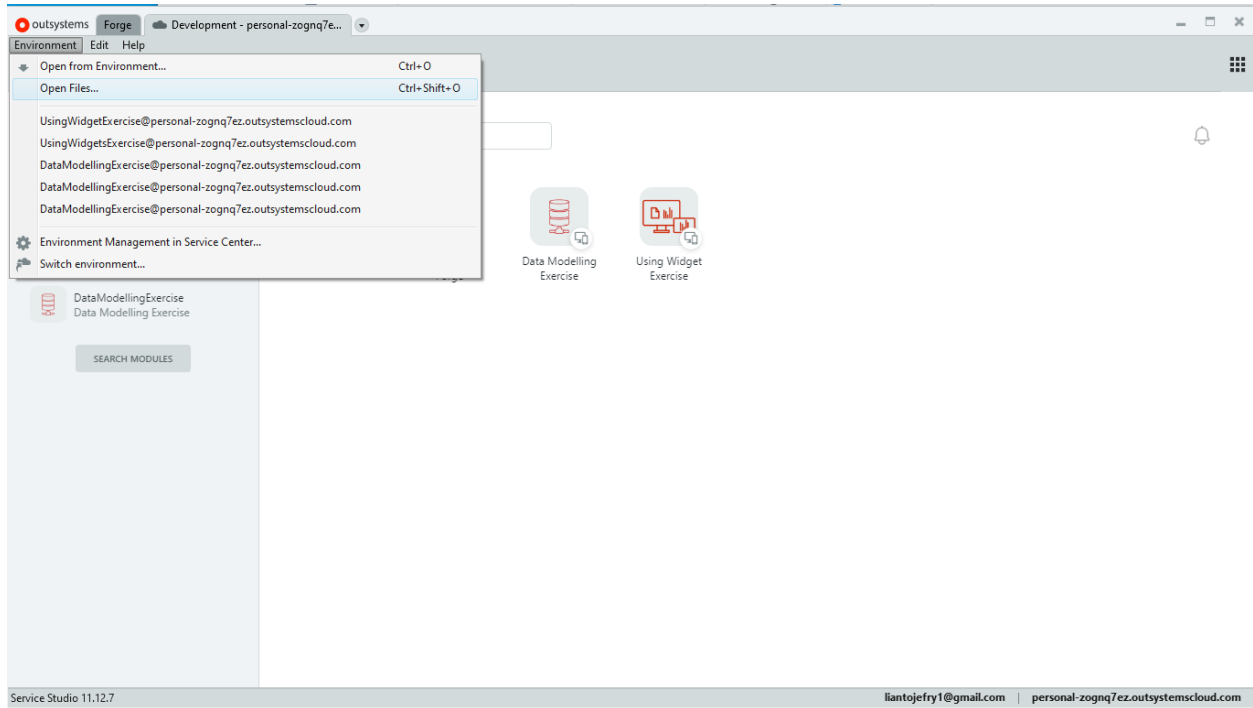 outsystems Forge Development - personal-zognq7e...
Environment Edit Help
Open from Environment... Ctrl+O
Open Files... Ctrl+Shift+O
UsingWidgetExercise@personal-zognq7ez.outsystemscloud.com
UsingWidgetsExercise@personal-zognq7ez.outsystemscloud.com
DataModellingExercise@personal-zognq7ez.outsystemscloud.com
DataModellingExercise@personal-zognq7ez.outsystemscloud.com
DataModellingExercise@personal-zognq7ez.outsystemscloud.com
Environment Management in Service Center...
Switch environment...
Data Modelling
Exercise
Using Widget
Exercise
DataModellingExercise
Data Modelling Exercise
SEARCH MODULES
Service Studio 11.12.7
liantojefry1@gmail.com | personal-zognq7ez.outsystemscloud.com